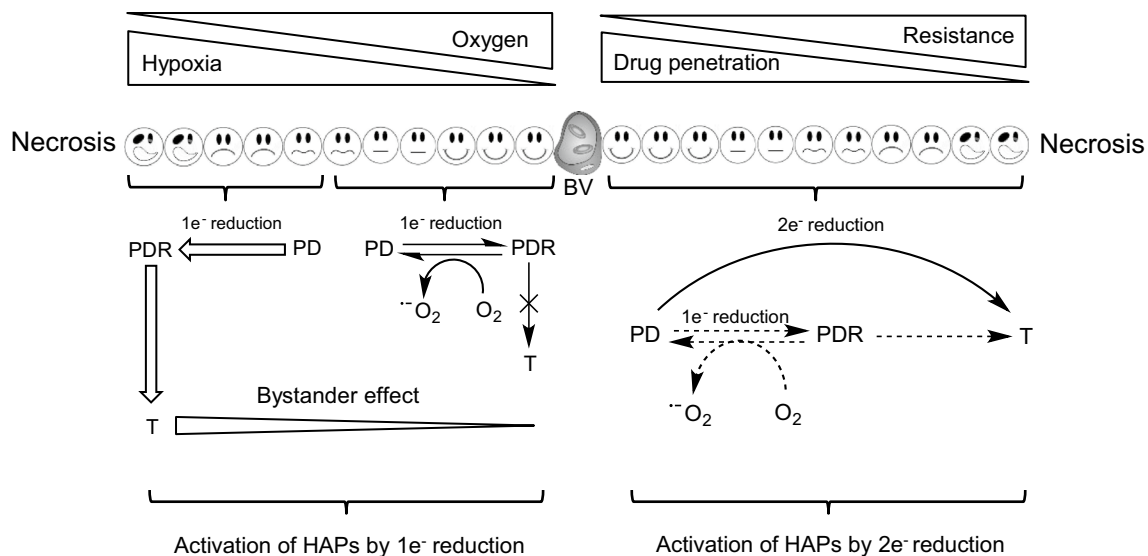 Oxygen
Hypoxia
Resistance
Drug penetration
Necrosis
BV
Necrosis
1e- reduction
PDR
PD
T
Bystander effect
1e- reduction
PD
PDR
·-O2
O2
T
2e- reduction
1e- reduction
PD
PDR
T
·-O2
O2
Activation of HAPs by 1e- reduction
Activation of HAPs by 2e- reduction